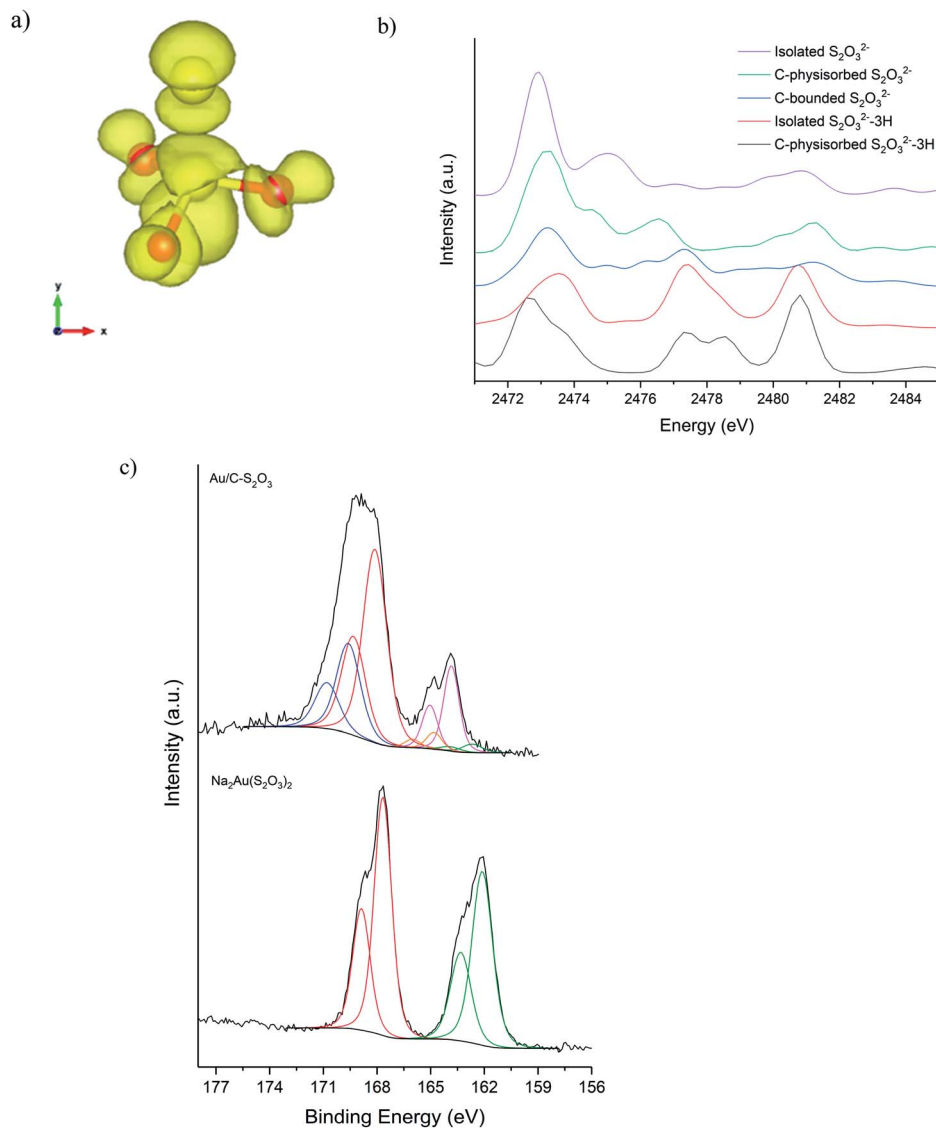 a)
y
x
b)
Isolated S₂O₃²⁻
C-physisorbed S₂O₃²⁻
C-bounded S₂O₃²⁻
Isolated S₂O₃²⁻-3H
C-physisorbed S₂O₃²⁻-3H
Intensity (a.u.)
2472 2474 2476 2478 2480 2482 2484
Energy (eV)
c)
Au/C-S₂O₃
Na₂Au(S₂O₃)₂
Intensity (a.u.)
177 174 171 168 165 162 159 156
Binding Energy (eV)